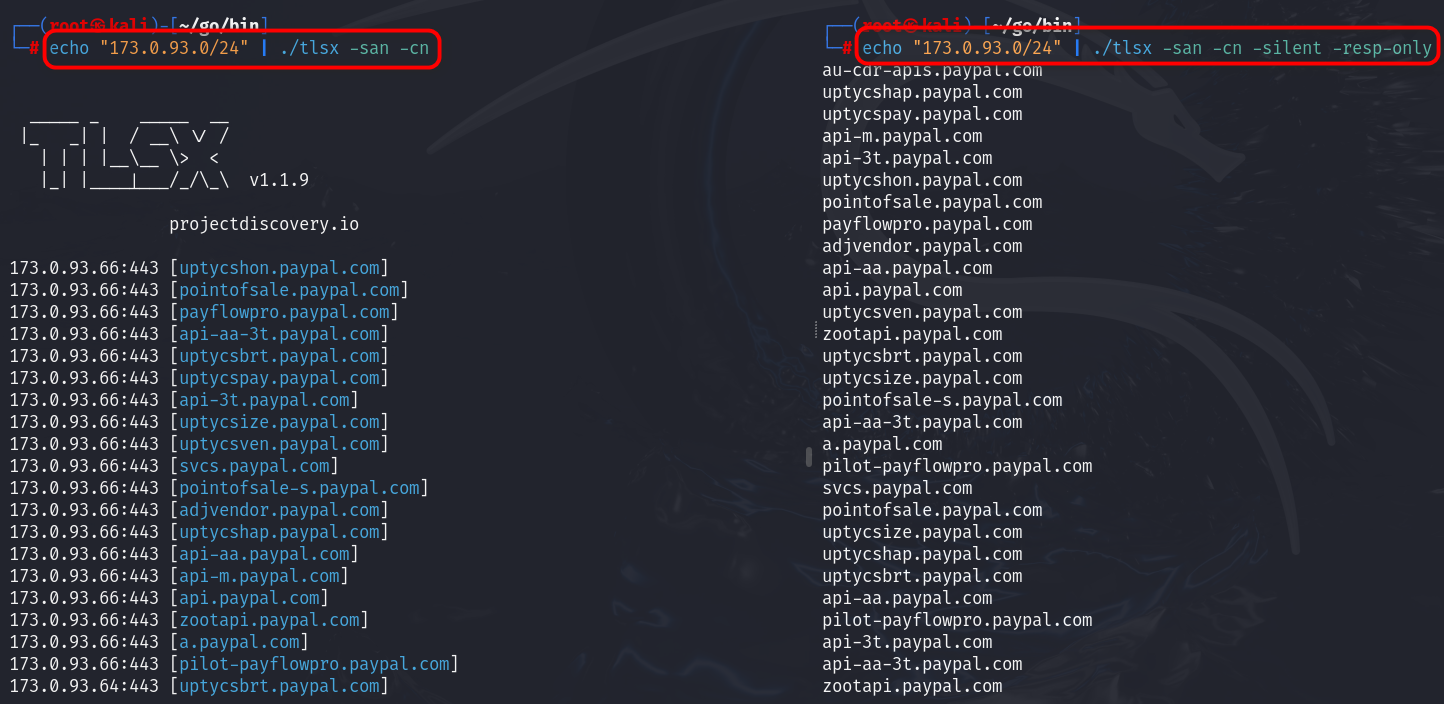 ┌──(root㉿kali)-[~/go/bin]
└─# echo "173.0.93.0/24" | ./tlsx -san -cn
TLSX v1.1.9
projectdiscovery.io
173.0.93.66:443 [uptycshon.paypal.com]
173.0.93.66:443 [pointofsale.paypal.com]
173.0.93.66:443 [payflowpro.paypal.com]
173.0.93.66:443 [api-aa-3t.paypal.com]
173.0.93.66:443 [uptycsbrt.paypal.com]
173.0.93.66:443 [uptycspay.paypal.com]
173.0.93.66:443 [api-3t.paypal.com]
173.0.93.66:443 [uptycsize.paypal.com]
173.0.93.66:443 [uptycsven.paypal.com]
173.0.93.66:443 [svcs.paypal.com]
173.0.93.66:443 [pointofsale-s.paypal.com]
173.0.93.66:443 [adjvendor.paypal.com]
173.0.93.66:443 [uptycshap.paypal.com]
173.0.93.66:443 [api-aa.paypal.com]
173.0.93.66:443 [api-m.paypal.com]
173.0.93.66:443 [api.paypal.com]
173.0.93.66:443 [zootapi.paypal.com]
173.0.93.66:443 [a.paypal.com]
173.0.93.66:443 [pilot-payflowpro.paypal.com]
173.0.93.64:443 [uptycsbrt.paypal.com]
┌──(root㉿kali)-[~/go/bin]
└─# echo "173.0.93.0/24" | ./tlsx -san -cn -silent -resp-only
au-cdr-apis.paypal.com
uptycshap.paypal.com
uptycspay.paypal.com
api-m.paypal.com
api-3t.paypal.com
uptycshon.paypal.com
pointofsale.paypal.com
payflowpro.paypal.com
adjvendor.paypal.com
api-aa.paypal.com
api.paypal.com
uptycsven.paypal.com
zootapi.paypal.com
uptycsbrt.paypal.com
uptycsize.paypal.com
pointofsale-s.paypal.com
api-aa-3t.paypal.com
a.paypal.com
pilot-payflowpro.paypal.com
svcs.paypal.com
pointofsale.paypal.com
uptycsize.paypal.com
uptycshap.paypal.com
uptycsbrt.paypal.com
api-aa.paypal.com
pilot-payflowpro.paypal.com
api-3t.paypal.com
api-aa-3t.paypal.com
zootapi.paypal.com